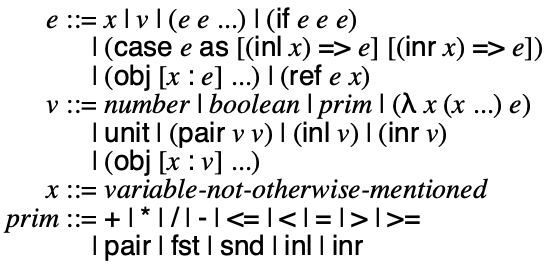 e ::= x | v | (e e ...) | (if e e e)
| (case e as [(inl x) => e] [(inr x) => e])
| (obj [x : e] ...) | (ref e x)
v ::= number | boolean | prim | (λ x (x ...) e)
| unit | (pair v v) | (inl v) | (inr v)
| (obj [x : v] ...)
x ::= variable-not-otherwise-mentioned
prim ::= + | * | / | - | <= | < | = | > | >=
| pair | fst | snd | inl | inr